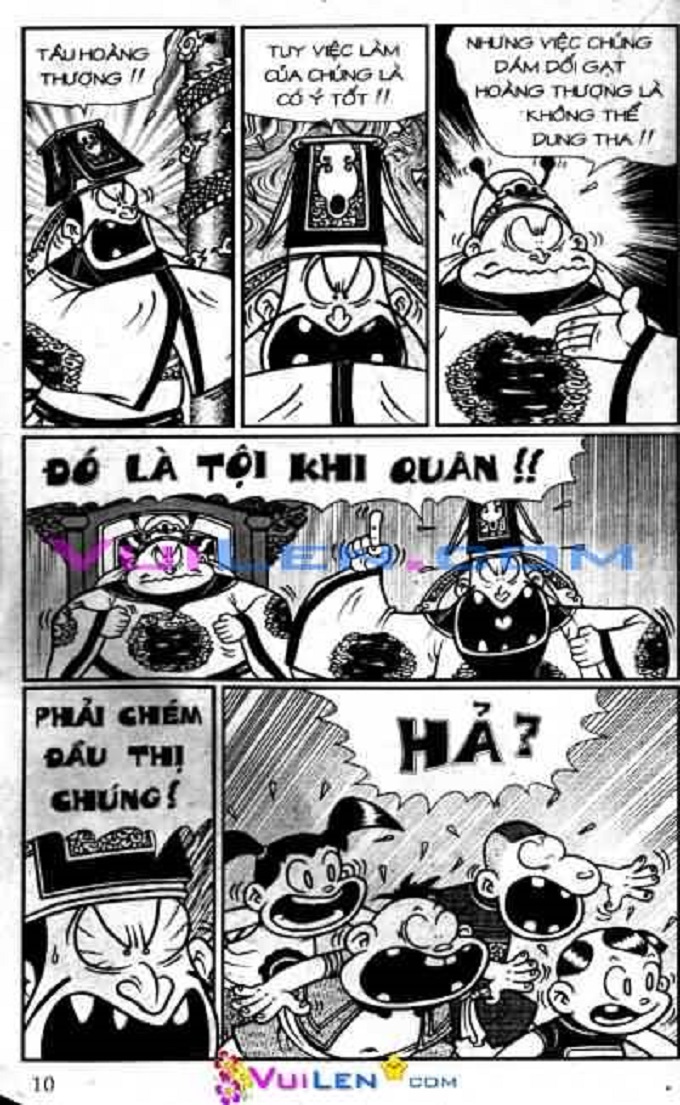 TÂU HOÀNG
THƯỢNG !!
TUY VIỆC LÀM
CỦA CHÚNG LÀ
CÓ Ý TỐT !!
NHƯNG VIỆC CHÚNG
DÁM DỐI GẠT
HOÀNG THƯỢNG LÀ
KHÔNG THỂ
DUNG THA !!
ĐÓ LÀ TỘI KHI QUÂN !!
VUILEN.COM
PHẢI CHÉM
ĐẦU THỊ
CHÚNG !
HẢ ?
10
VUILEN COM